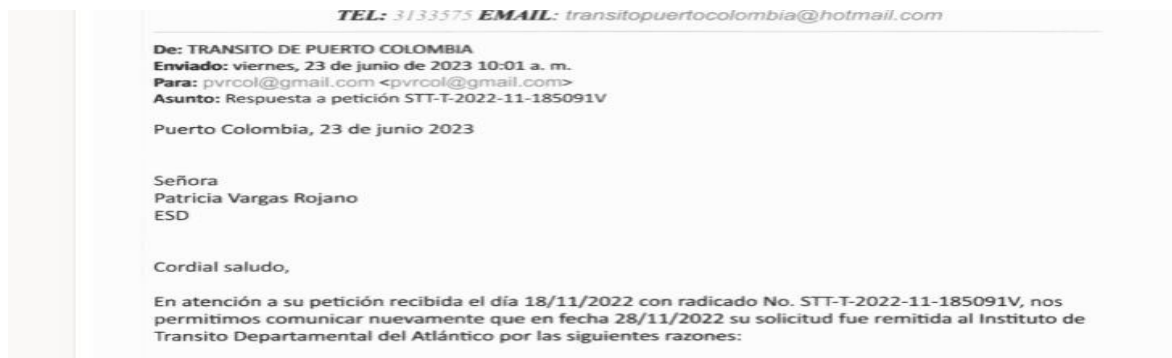 TEL: 3133575 EMAIL: transitopuertocolombia@hotmail.com
De: TRANSITO DE PUERTO COLOMBIA
Enviado: viernes, 23 de junio de 2023 10:01 a. m.
Para: pvrcol@gmail.com <pvrcol@gmail.com>
Asunto: Respuesta a petición STT-T-2022-11-185091V
Puerto Colombia, 23 de junio 2023
Señora
Patricia Vargas Rojano
ESD
Cordial saludo,
En atención a su petición recibida el día 18/11/2022 con radicado No. STT-T-2022-11-185091V, nos
permitimos comunicar nuevamente que en fecha 28/11/2022 su solicitud fue remitida al Instituto de
Transito Departamental del Atlántico por las siguientes razones: